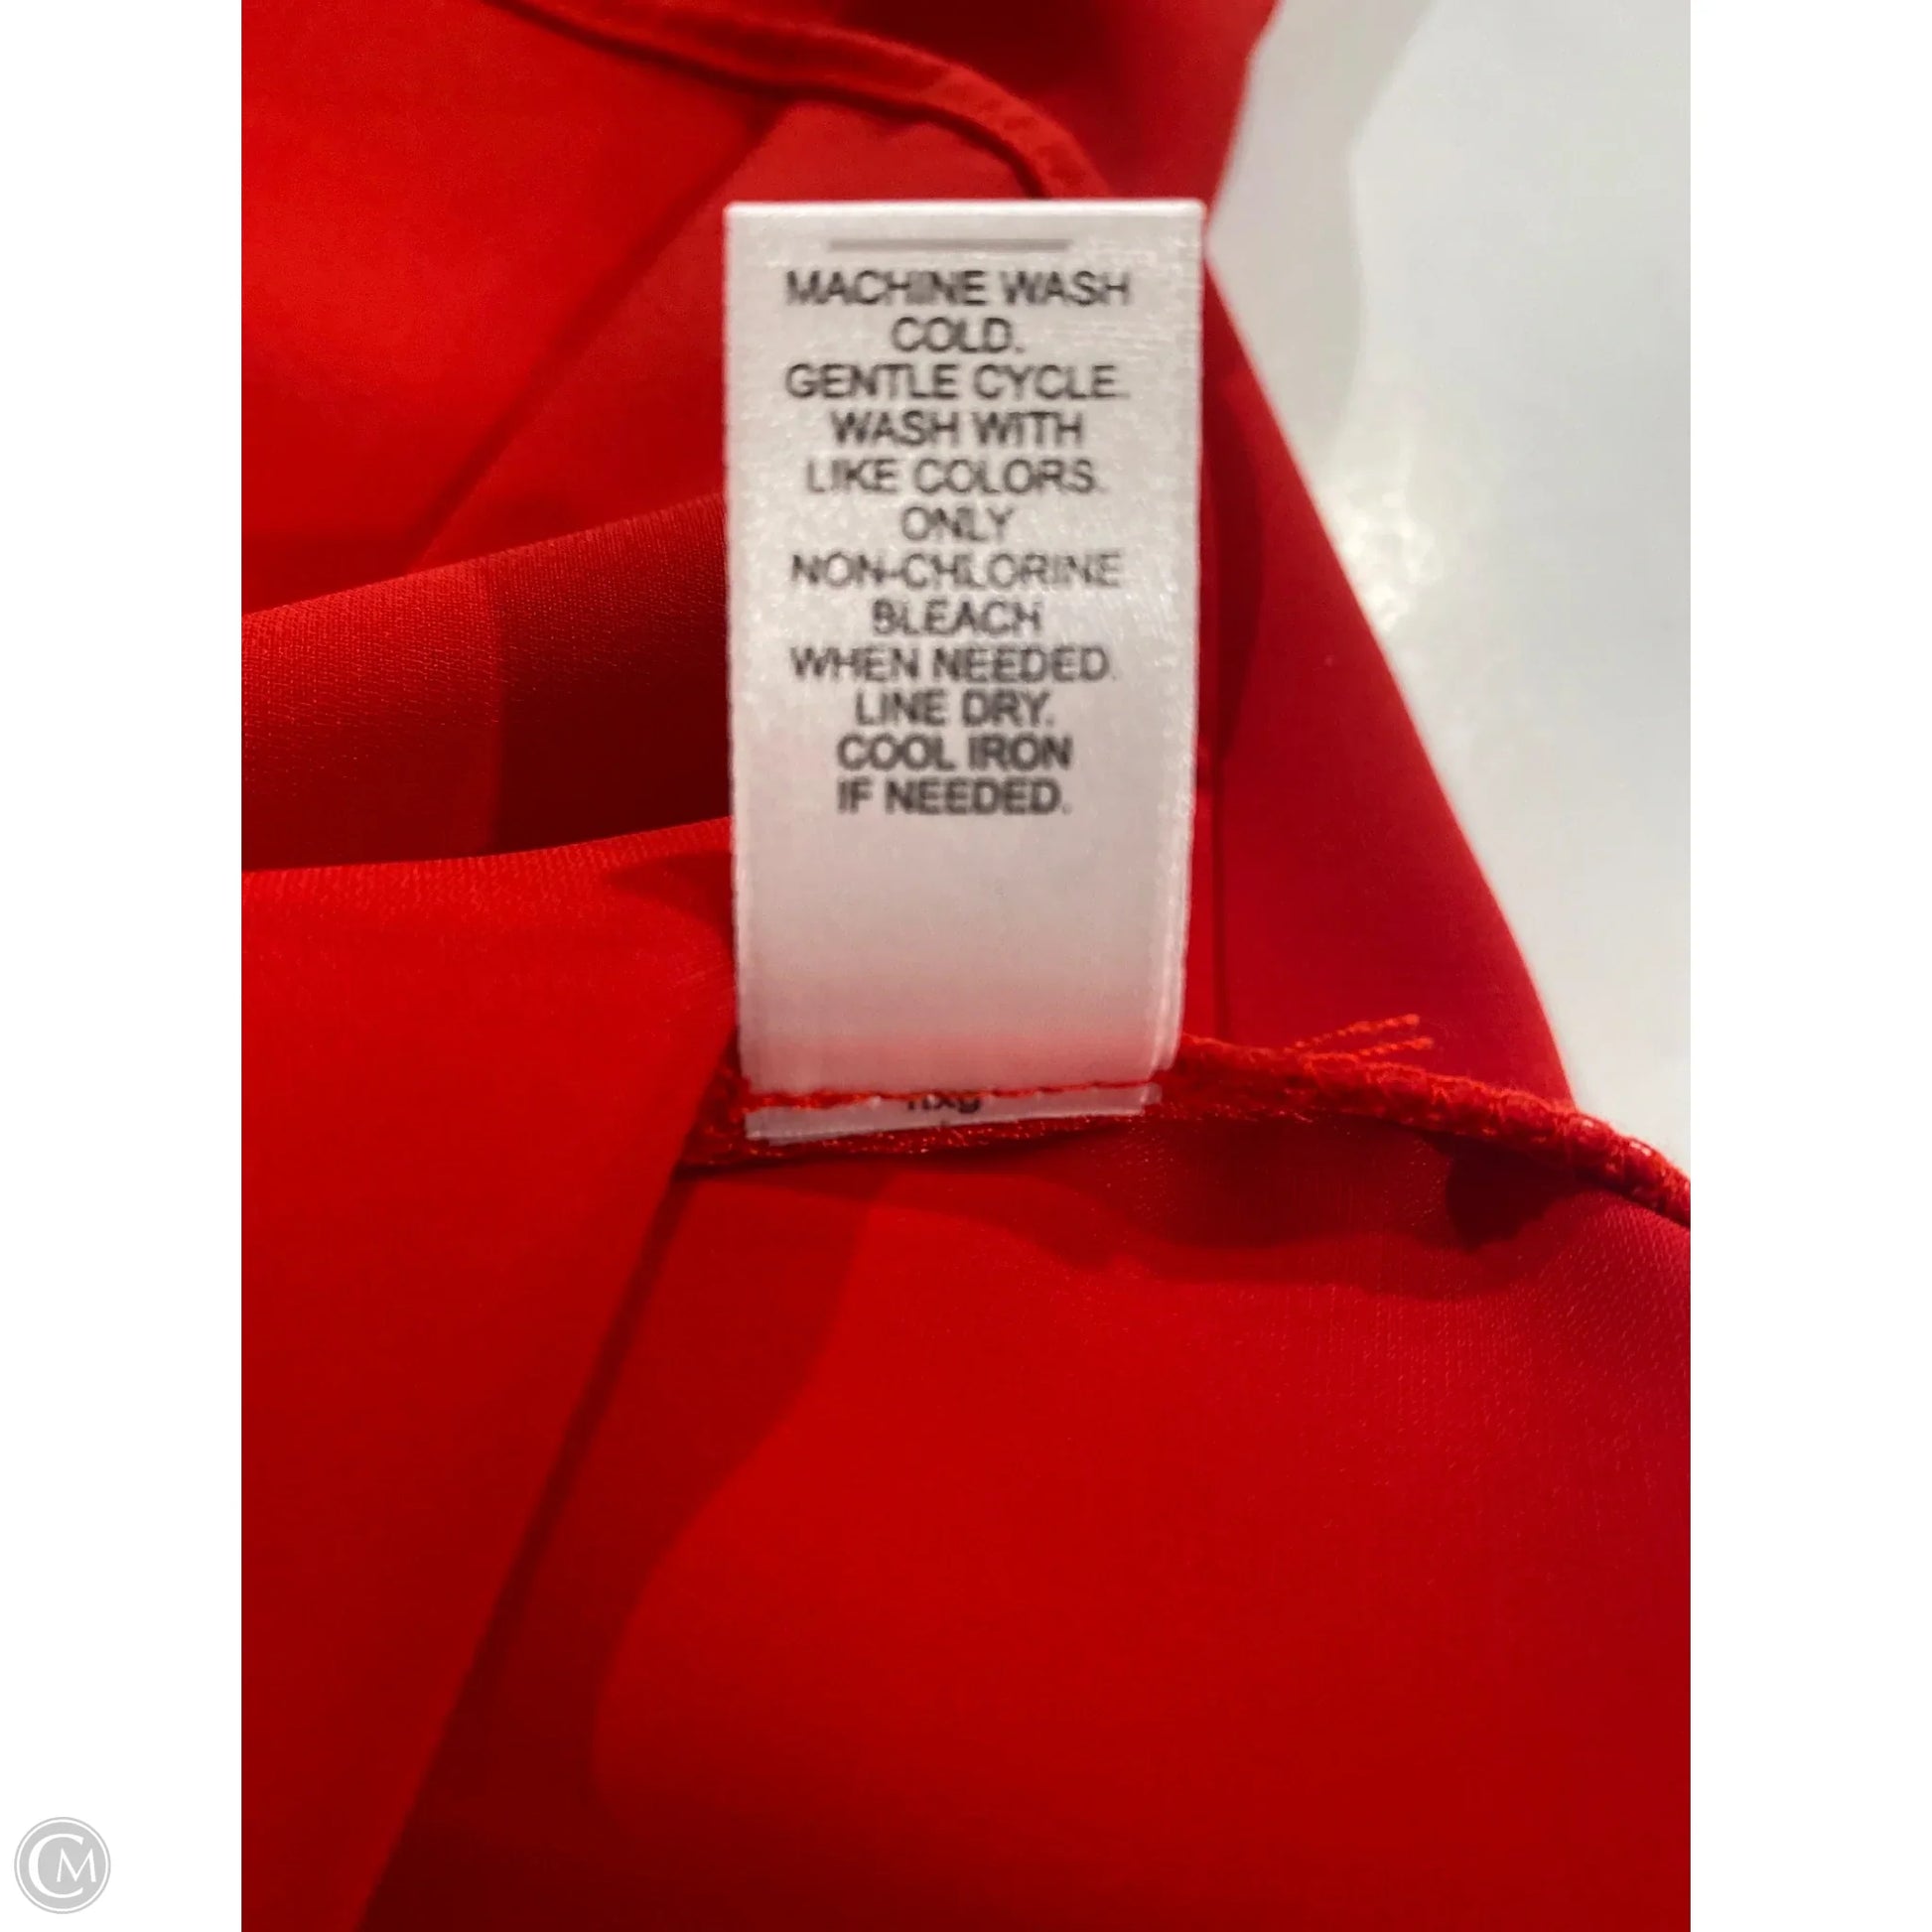 MACHINE WASH
COLD.
GENTLE CYCLE.
WASH WITH
LIKE COLORS.
ONLY
NON-CHLORINE
BLEACH
WHEN NEEDED.
LINE DRY.
COOL IRON
IF NEEDED.
CM